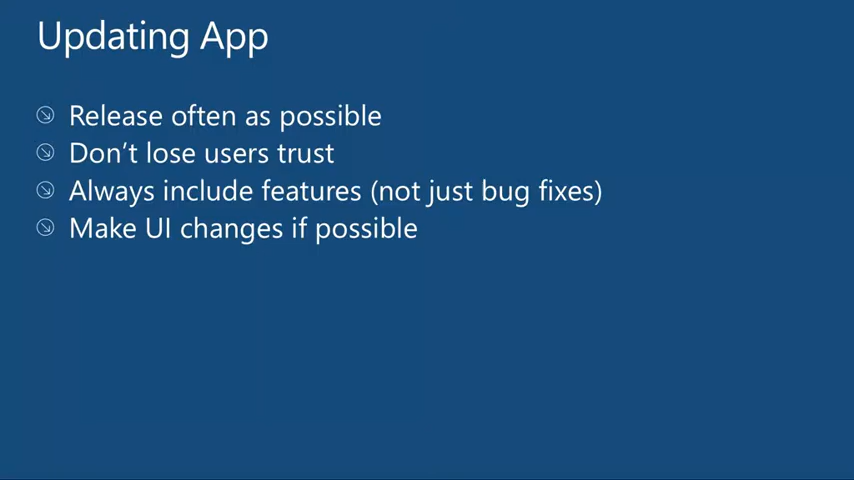 Updating App
Release often as possible
Don't lose users trust
Always include features (not just bug fixes)
Make UI changes if possible